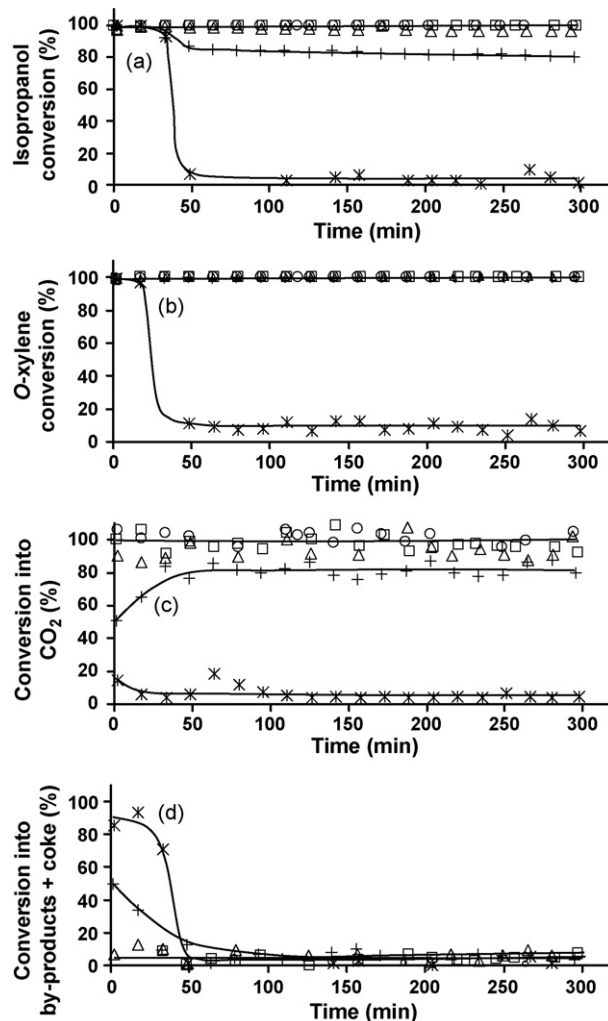 100
80
60
40
20
0
(a)
Isopropanol
conversion (%)
0 50 100 150 200 250 300
Time (min)
100
80
60
40
20
0
(b)
O-xylene
conversion (%)
0 50 100 150 200 250 300
Time (min)
100
80
60
40
20
0
(c)
Conversion into
CO2 (%)
0 50 100 150 200 250 300
Time (min)
100
80
60
40
20
0
(d)
Conversion into
by-products + coke (%)
0 50 100 150 200 250 300
Time (min)